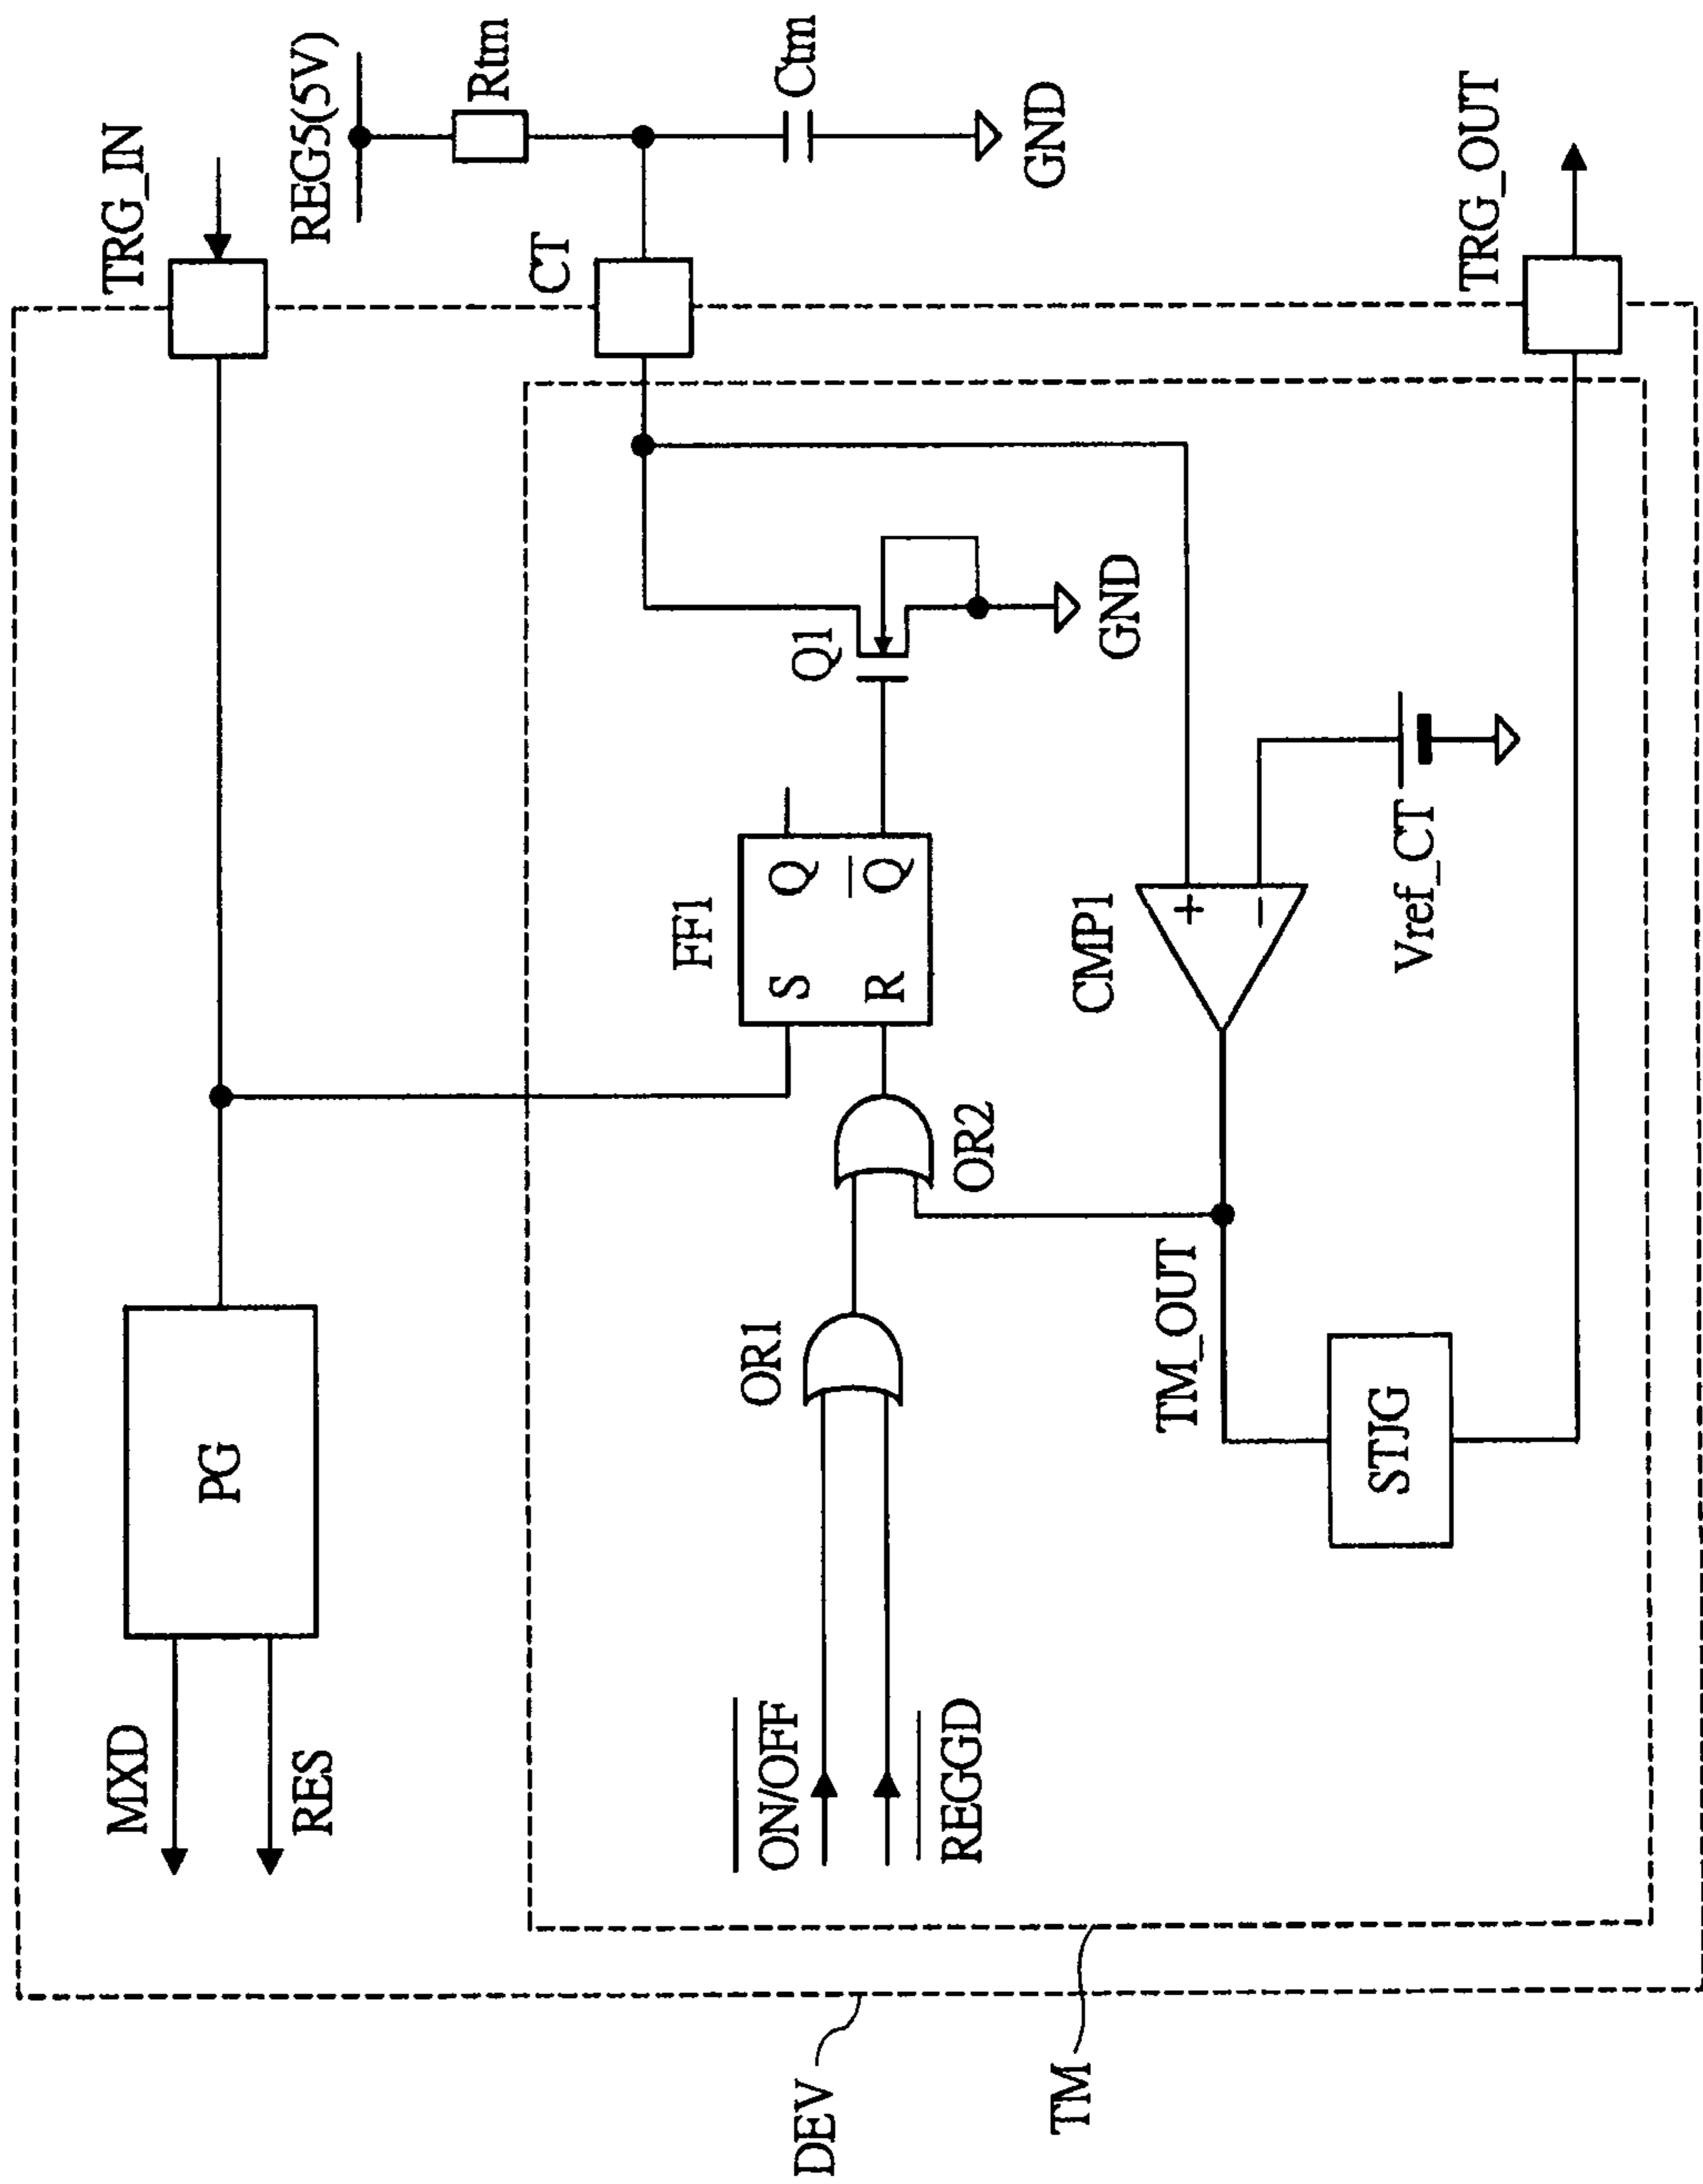 MXD
RES
PG
TRG_IN
REG5(5V)
Rtm
Ctm
GND
CT
ON/OFF
REGGD
OR1
OR2
FF1
S
Q
R
Q
Q1
GND
DEV
TM
TM_OUT
CMP1
+
−
Vref_CT
STJG
TRG_OUT